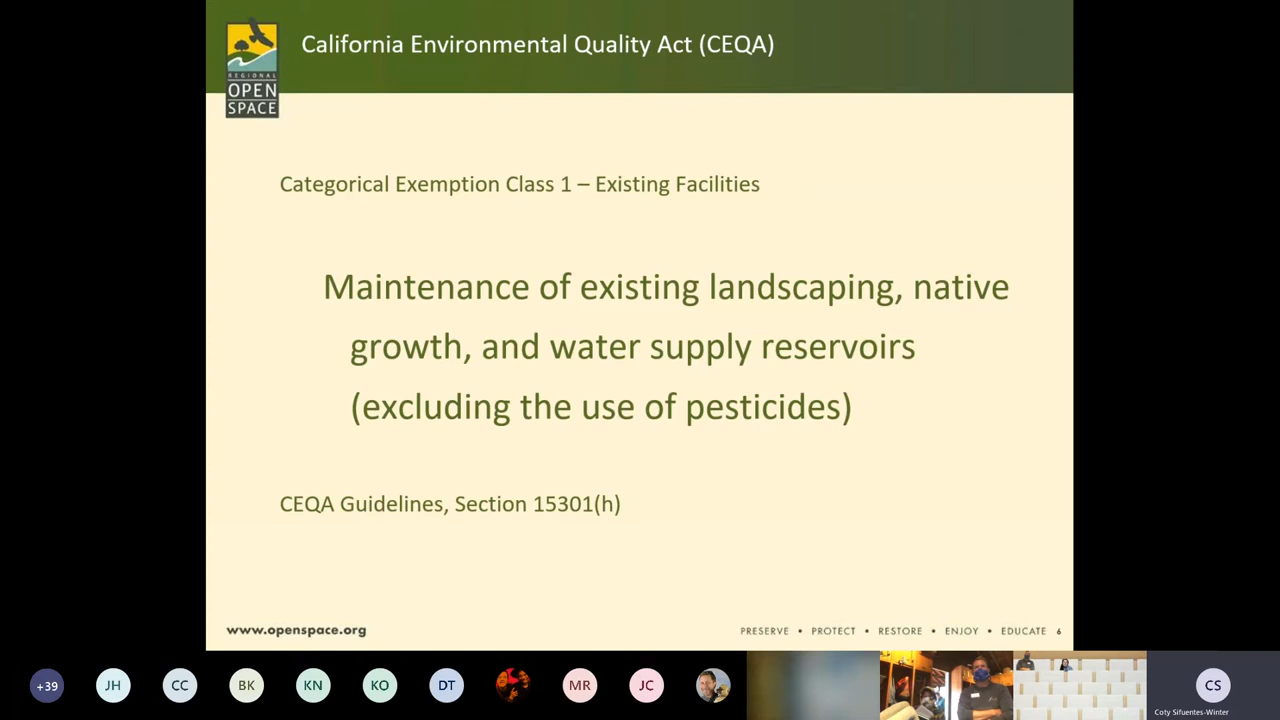 California Environmental Quality Act (CEQA)
REGIONAL
OPEN
SPACE
Categorical Exemption Class 1 – Existing Facilities
Maintenance of existing landscaping, native
growth, and water supply reservoirs
(excluding the use of pesticides)
CEQA Guidelines, Section 15301(h)
www.openspace.org
PRESERVE • PROTECT • RESTORE • ENJOY • EDUCATE 6
+39 JH CC BK KN KO DT MR JC CS
Coty Sifuentes-Winter